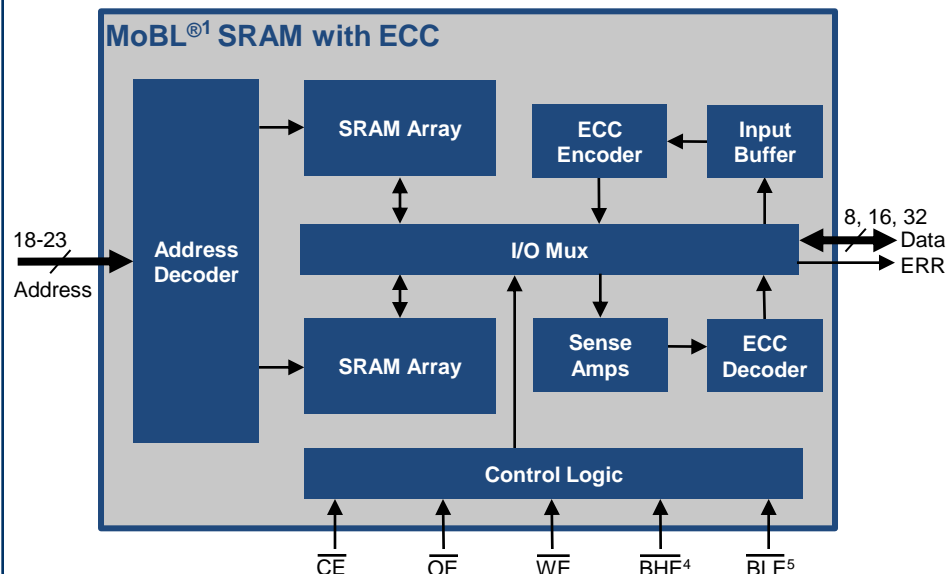 MoBL®¹ SRAM with ECC
SRAM Array
ECC
Encoder
Input
Buffer
8, 16, 32
Data
ERR
18-23
Address
Address
Decoder
I/O Mux
SRAM Array
Sense
Amps
ECC
Decoder
Control Logic
CE OE WE BHE⁴ BLE⁵